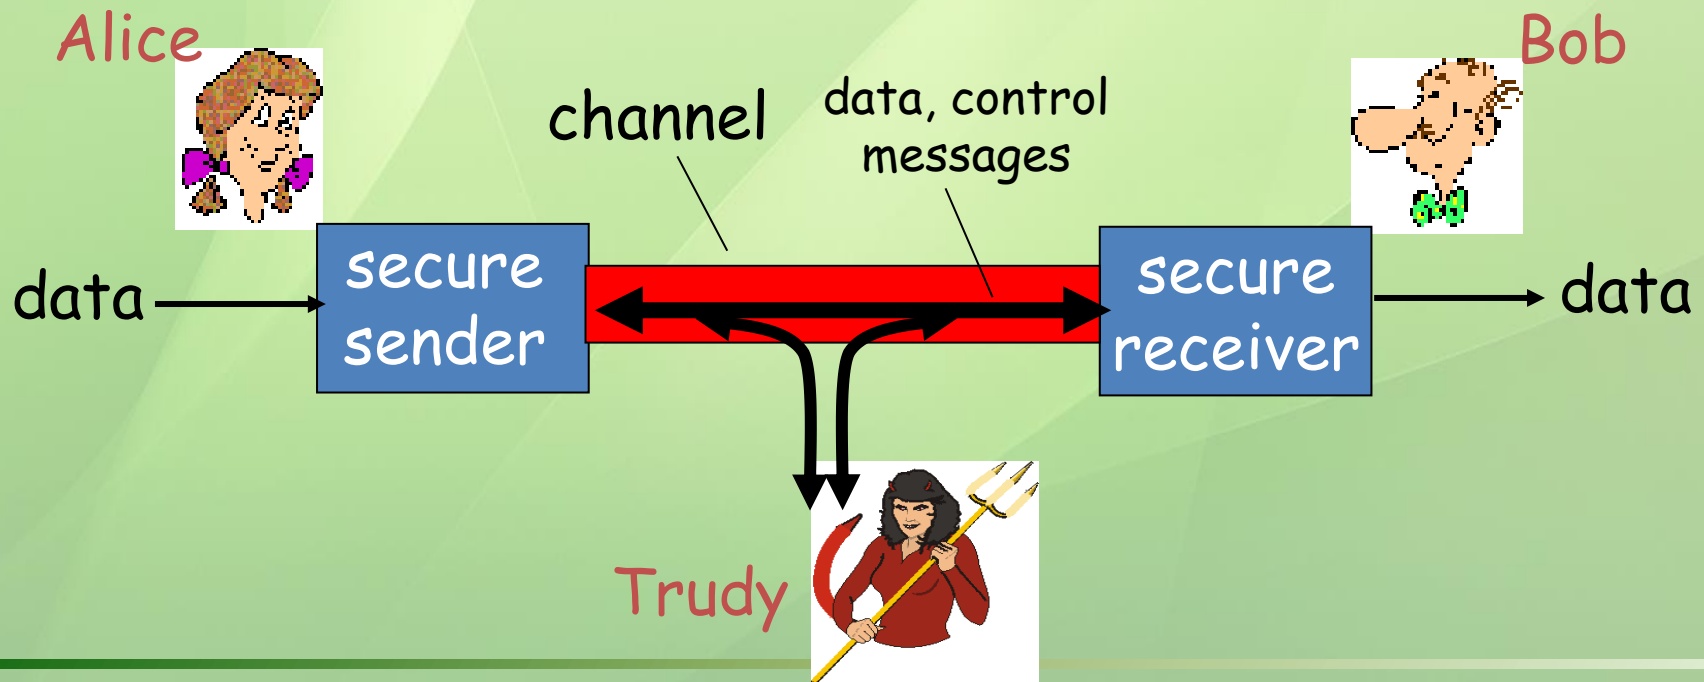 Alice
Bob
channel
data, control
messages
data
secure
sender
secure
receiver
data
Trudy